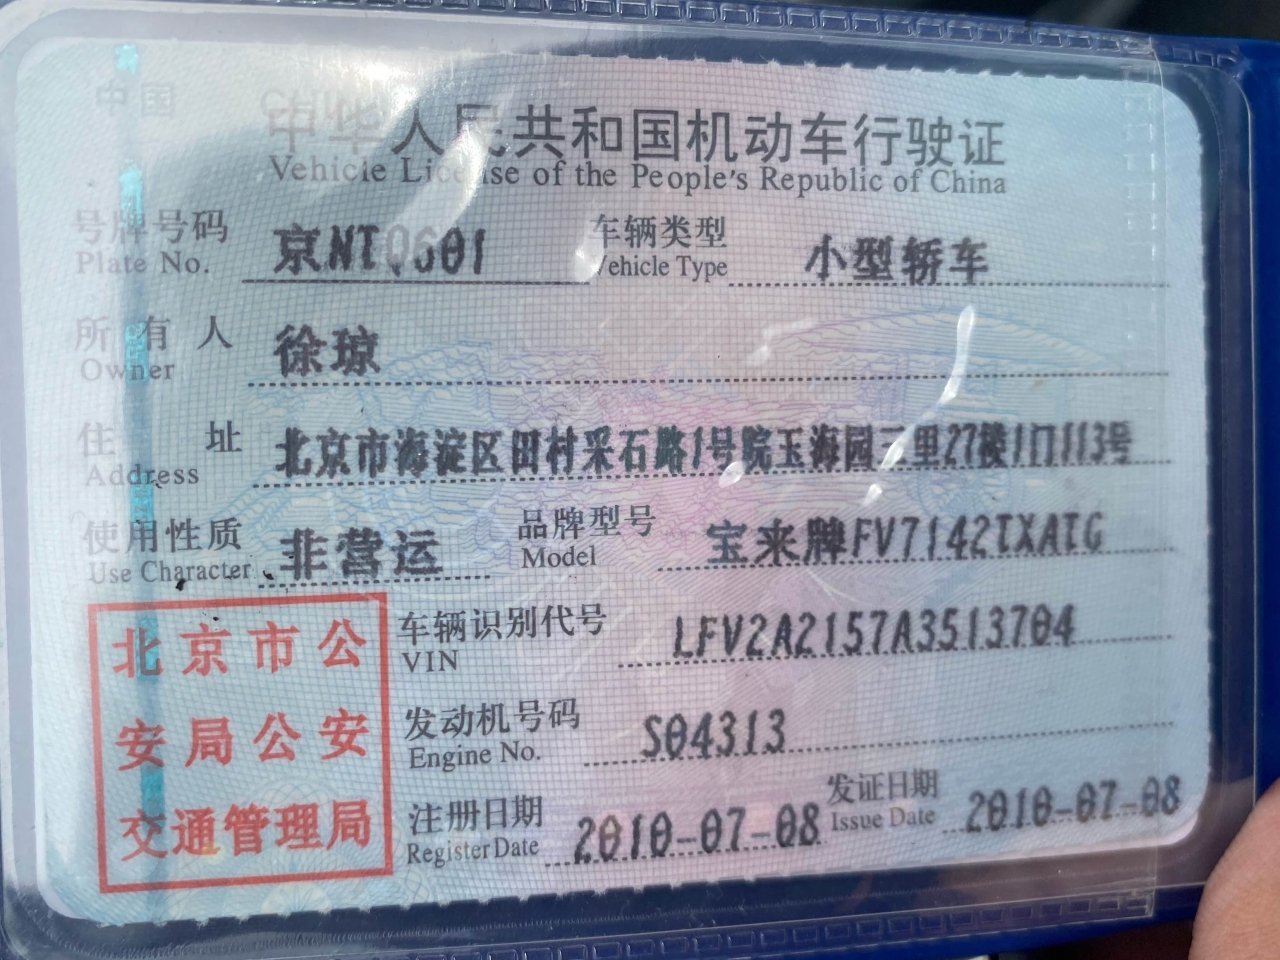 中国 CHINA
中华人民共和国机动车行驶证
Vehicle License of the People's Republic of China
号牌号码 京NTQ601 车辆类型 小型轿车
Plate No. Vehicle Type
所有人 徐琼
Owner
住址 北京市海淀区田村采石路1号院玉海园三里27楼1门113号
Address
使用性质 非营运 品牌型号 宝来牌FV7142TXATG
Use Character Model
北京市公 车辆识别代号 LFV2A2157A3513704
VIN
安局公安 发动机号码 S04313
Engine No.
交通管理局 注册日期 2010-07-08 发证日期 2010-07-08
Register Date Issue Date